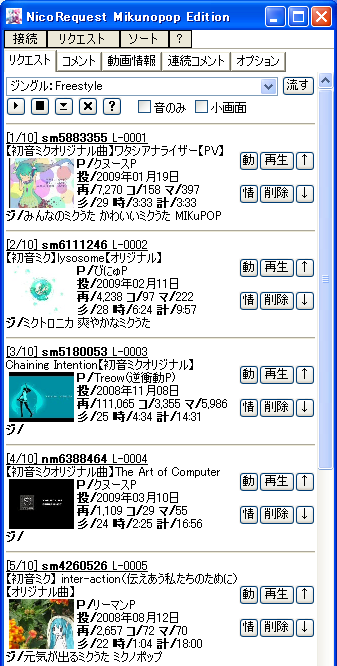 NicoRequest Mikunopop Edition
接続 リクエスト ソート ?
リクエスト コメント 動画情報 連続コメント オプション
ジングル：Freestyle 流す
? 音のみ 小画面
[1/10] sm5883355 L-0001
【初音ミクオリジナル曲】ワタシアナライザー【PV】
P/クヌースP 動 再生 ↑
投/2009年01月19日
再/7,270 コ/158 マ/397 情 削除 ↓
彡/29 時/3:33 計/3:33
ジ/みんなのミクうた かわいいミクうた MIKuPOP
[2/10] sm6111246 L-0002
【初音ミク】lysosome【オリジナル】
P/びにゅP 動 再生 ↑
投/2009年02月11日
再/4,238 コ/97 マ/222 情 削除 ↓
彡/28 時/6:24 計/9:57
ジ/ミクトロニカ 爽やかなミクうた
[3/10] sm5180053 L-0003
Chaining Intention【初音ミクオリジナル】
P/Treow(逆衝動P) 動 再生 ↑
投/2008年11月08日
再/111,065 コ/3,355 マ/5,986 情 削除 ↓
彡/25 時/4:34 計/14:31
ジ/
[4/10] nm6388464 L-0004
【初音ミクオリジナル曲】The Art of Computer
P/クヌースP 動 再生 ↑
投/2009年03月10日
再/1,109 コ/29 マ/55 情 削除 ↓
彡/24 時/2:25 計/16:56
ジ/
[5/10] sm4260526 L-0005
【初音ミク】 inter-action（伝えあう私たちのために）
【オリジナル曲】
P/リーマンP 動 再生 ↑
投/2008年08月12日
再/2,657 コ/72 マ/70 情 削除 ↓
彡/22 時/1:04 計/18:00
ジ/元気が出るミクうた ミクノポップ